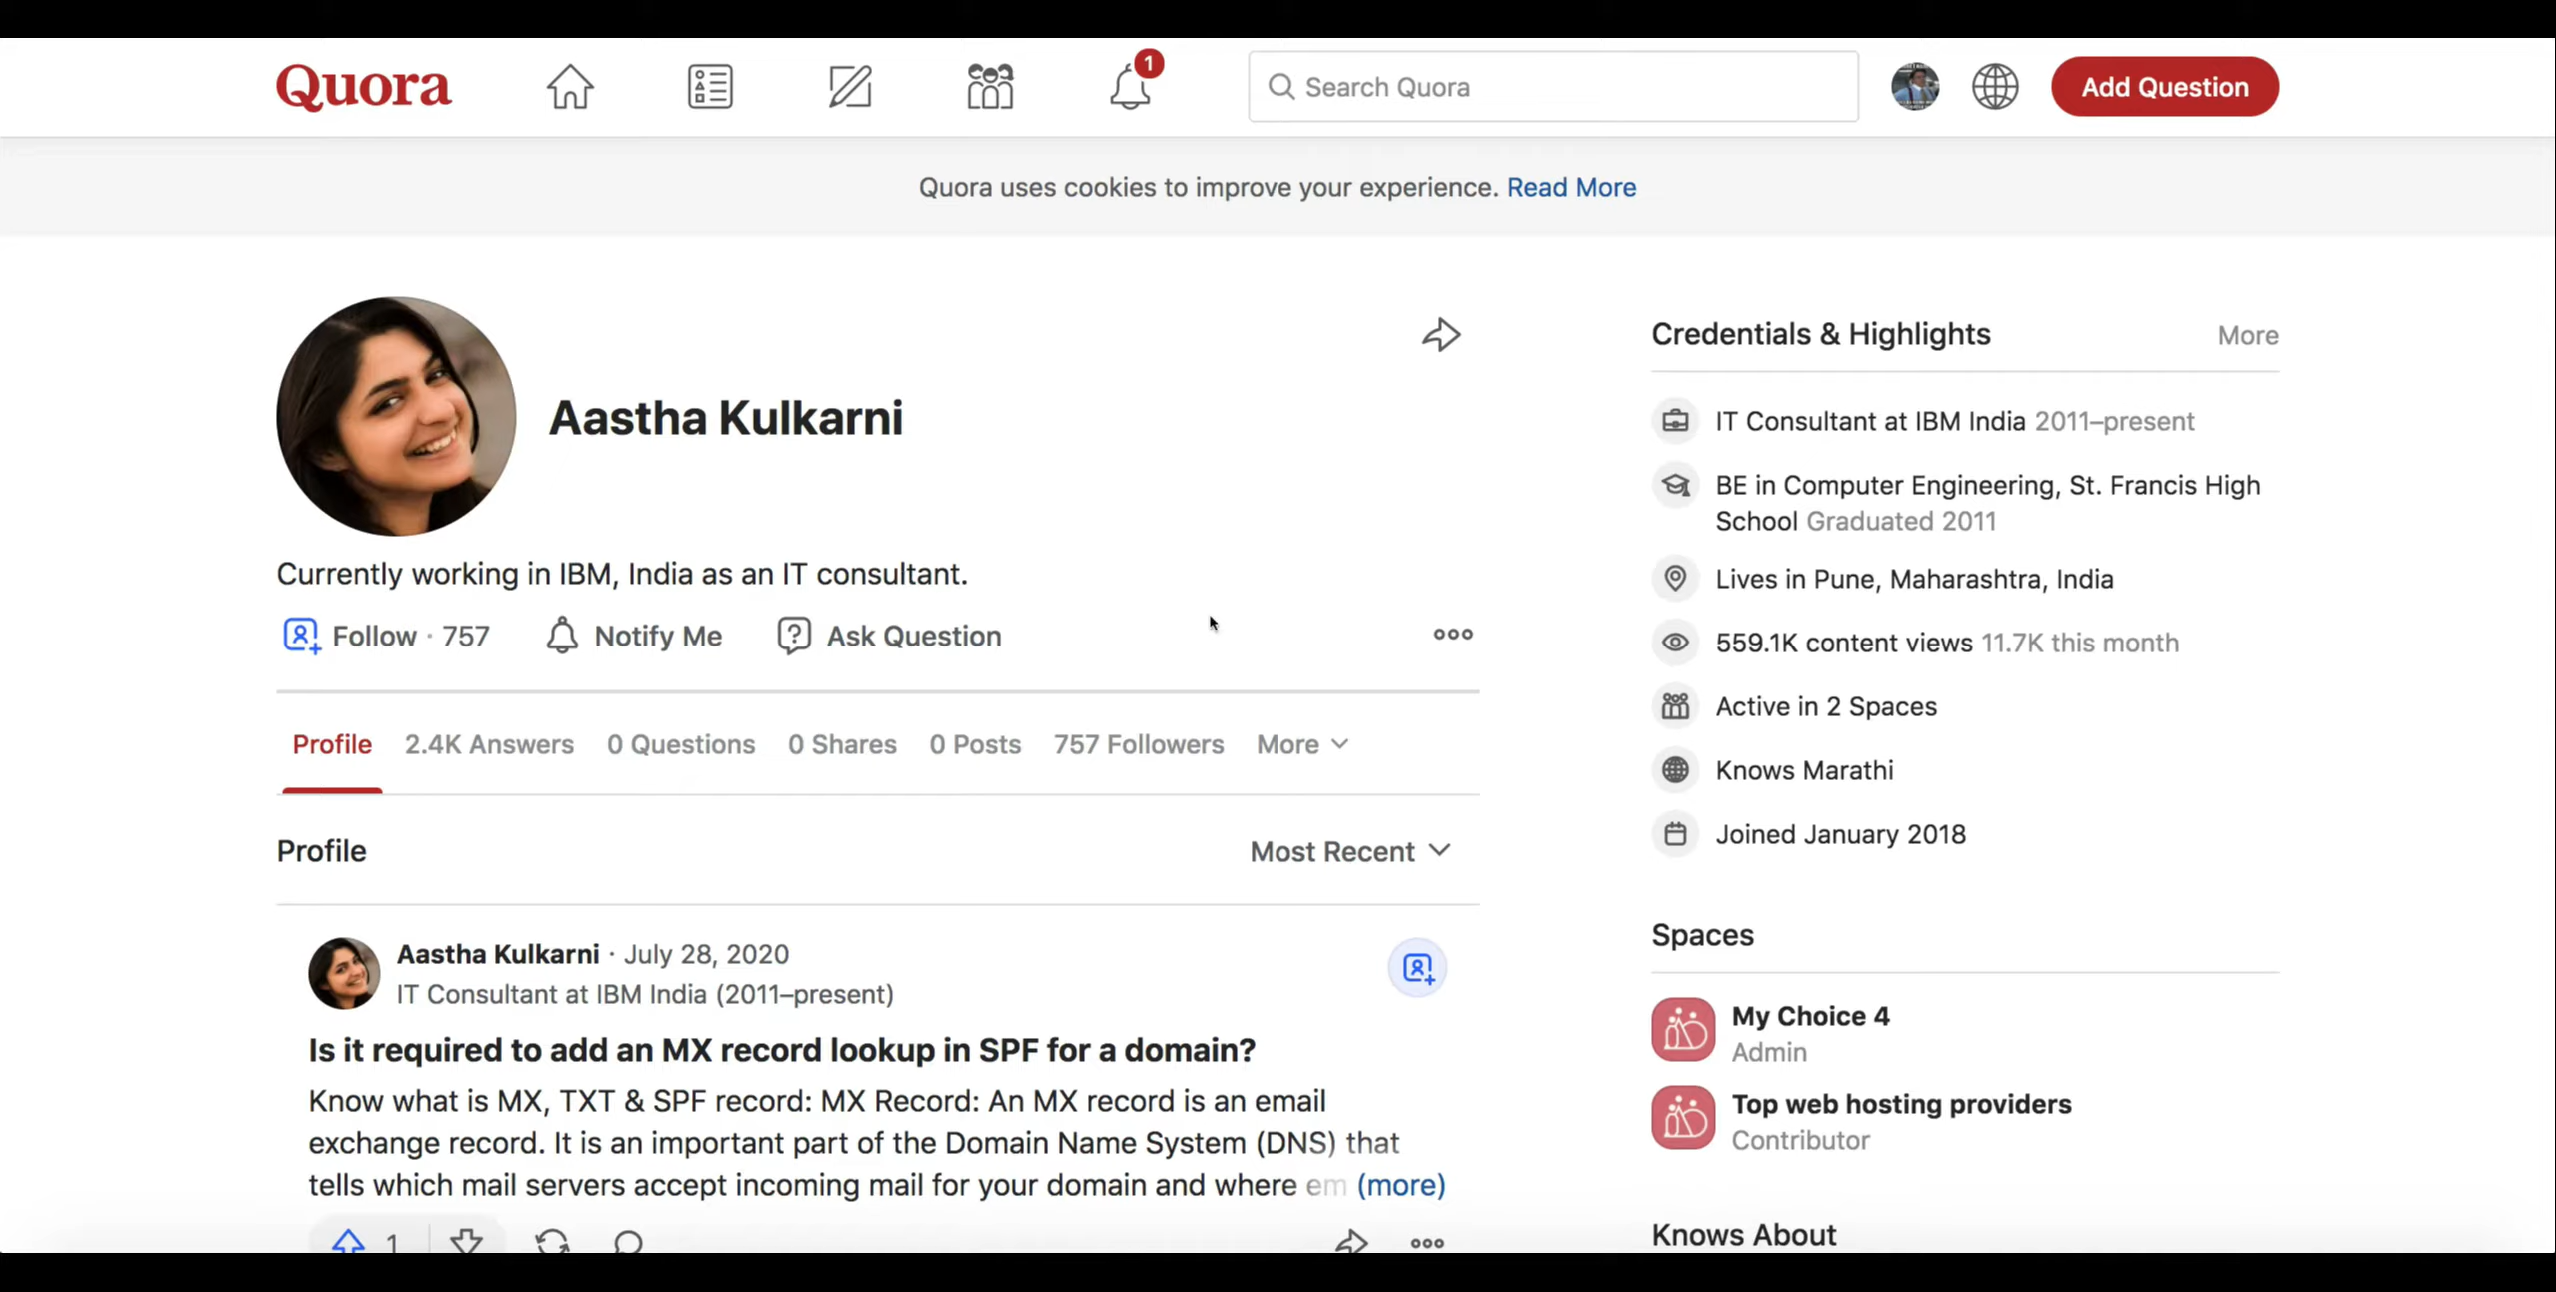 Quora
1
Search Quora
Add Question
Quora uses cookies to improve your experience. Read More
Aastha Kulkarni
Currently working in IBM, India as an IT consultant.
Follow · 757
Notify Me
Ask Question
Profile
2.4K Answers
0 Questions
0 Shares
0 Posts
757 Followers
More
Profile
Most Recent
Aastha Kulkarni · July 28, 2020
IT Consultant at IBM India (2011–present)
Is it required to add an MX record lookup in SPF for a domain?
Know what is MX, TXT & SPF record: MX Record: An MX record is an email
exchange record. It is an important part of the Domain Name System (DNS) that
tells which mail servers accept incoming mail for your domain and where em (more)
1
Credentials & Highlights
More
IT Consultant at IBM India 2011–present
BE in Computer Engineering, St. Francis High
School Graduated 2011
Lives in Pune, Maharashtra, India
559.1K content views 11.7K this month
Active in 2 Spaces
Knows Marathi
Joined January 2018
Spaces
My Choice 4
Admin
Top web hosting providers
Contributor
Knows About